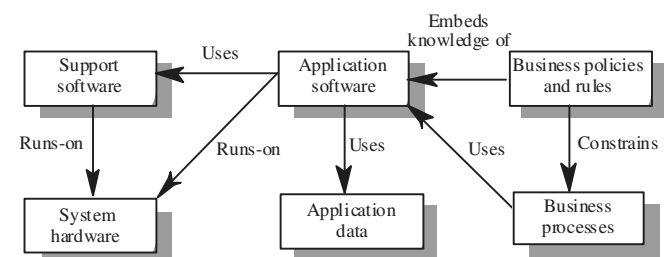 Embeds
knowledge of
Support
software
Uses
Application
software
Business policies
and rules
Runs-on
Runs-on
Uses
Uses
Constrains
System
hardware
Application
data
Business
processes